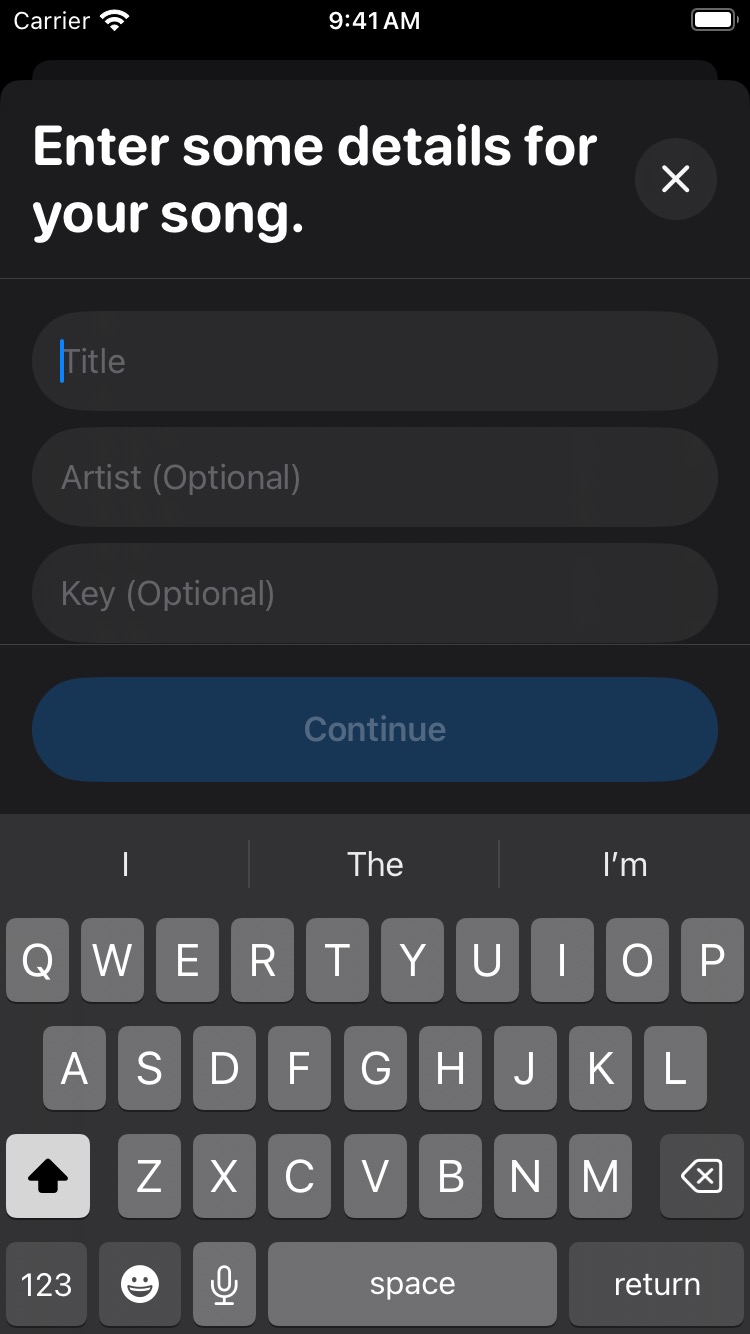 Carrier 9:41 AM
Enter some details for
your song.
Title
Artist (Optional)
Key (Optional)
Continue
I The I’m
Q W E R T Y U I O P
A S D F G H J K L
Z X C V B N M
123 space return